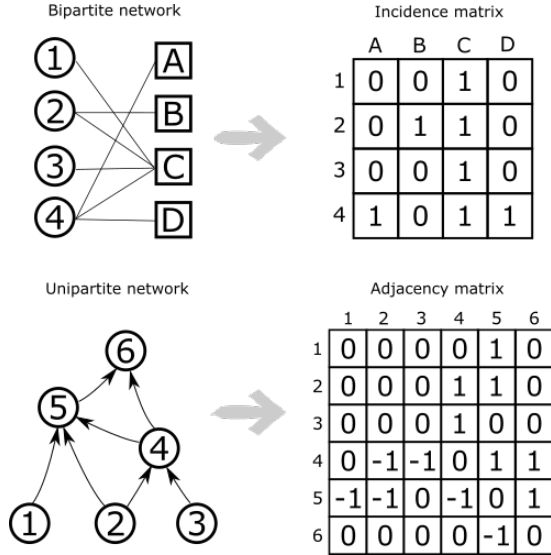 Bipartite network
1
2
3
4
A
B
C
D
Incidence matrix
A B C D
1 0 0 1 0
2 0 1 1 0
3 0 0 1 0
4 1 0 1 1
Unipartite network
6
5
4
1 2 3
Adjacency matrix
1 2 3 4 5 6
1 0 0 0 0 1 0
2 0 0 0 1 1 0
3 0 0 0 1 0 0
4 0 -1 -1 0 1 1
5 -1 -1 0 -1 0 1
6 0 0 0 0 -1 0